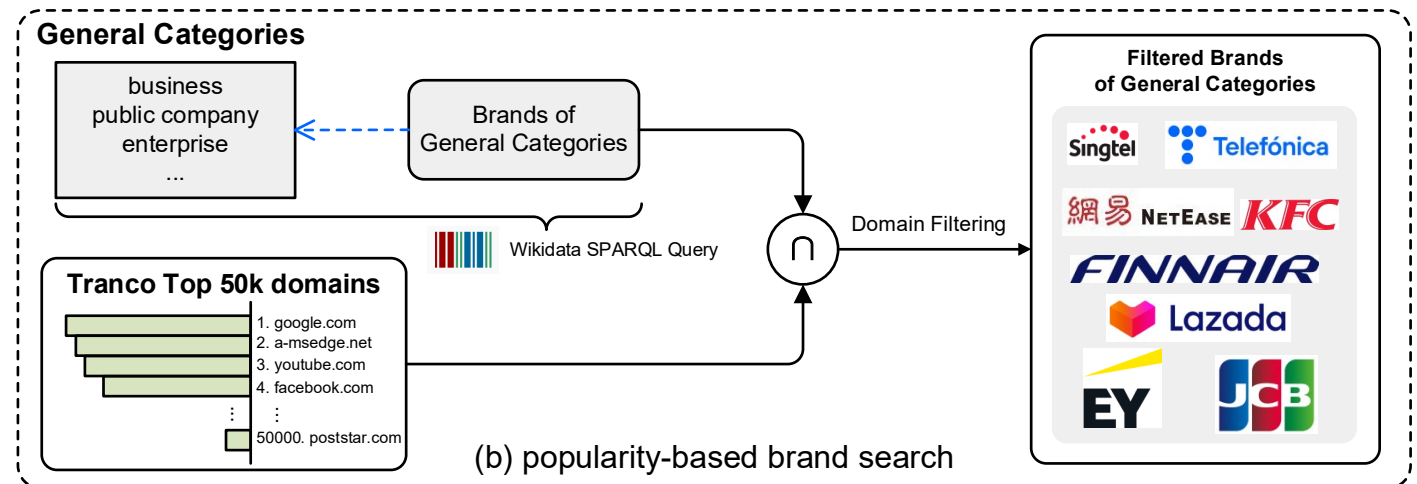 General Categories
business
public company
enterprise
...
Brands of
General Categories
Wikidata SPARQL Query
Tranco Top 50k domains
1. google.com
2. a-msedge.net
3. youtube.com
4. facebook.com
⋮ ⋮
50000. poststar.com
∩
Domain Filtering
Filtered Brands
of General Categories
Singtel
Telefónica
網易 NETEASE
KFC
FINNAIR
Lazada
EY
JCB
(b) popularity-based brand search